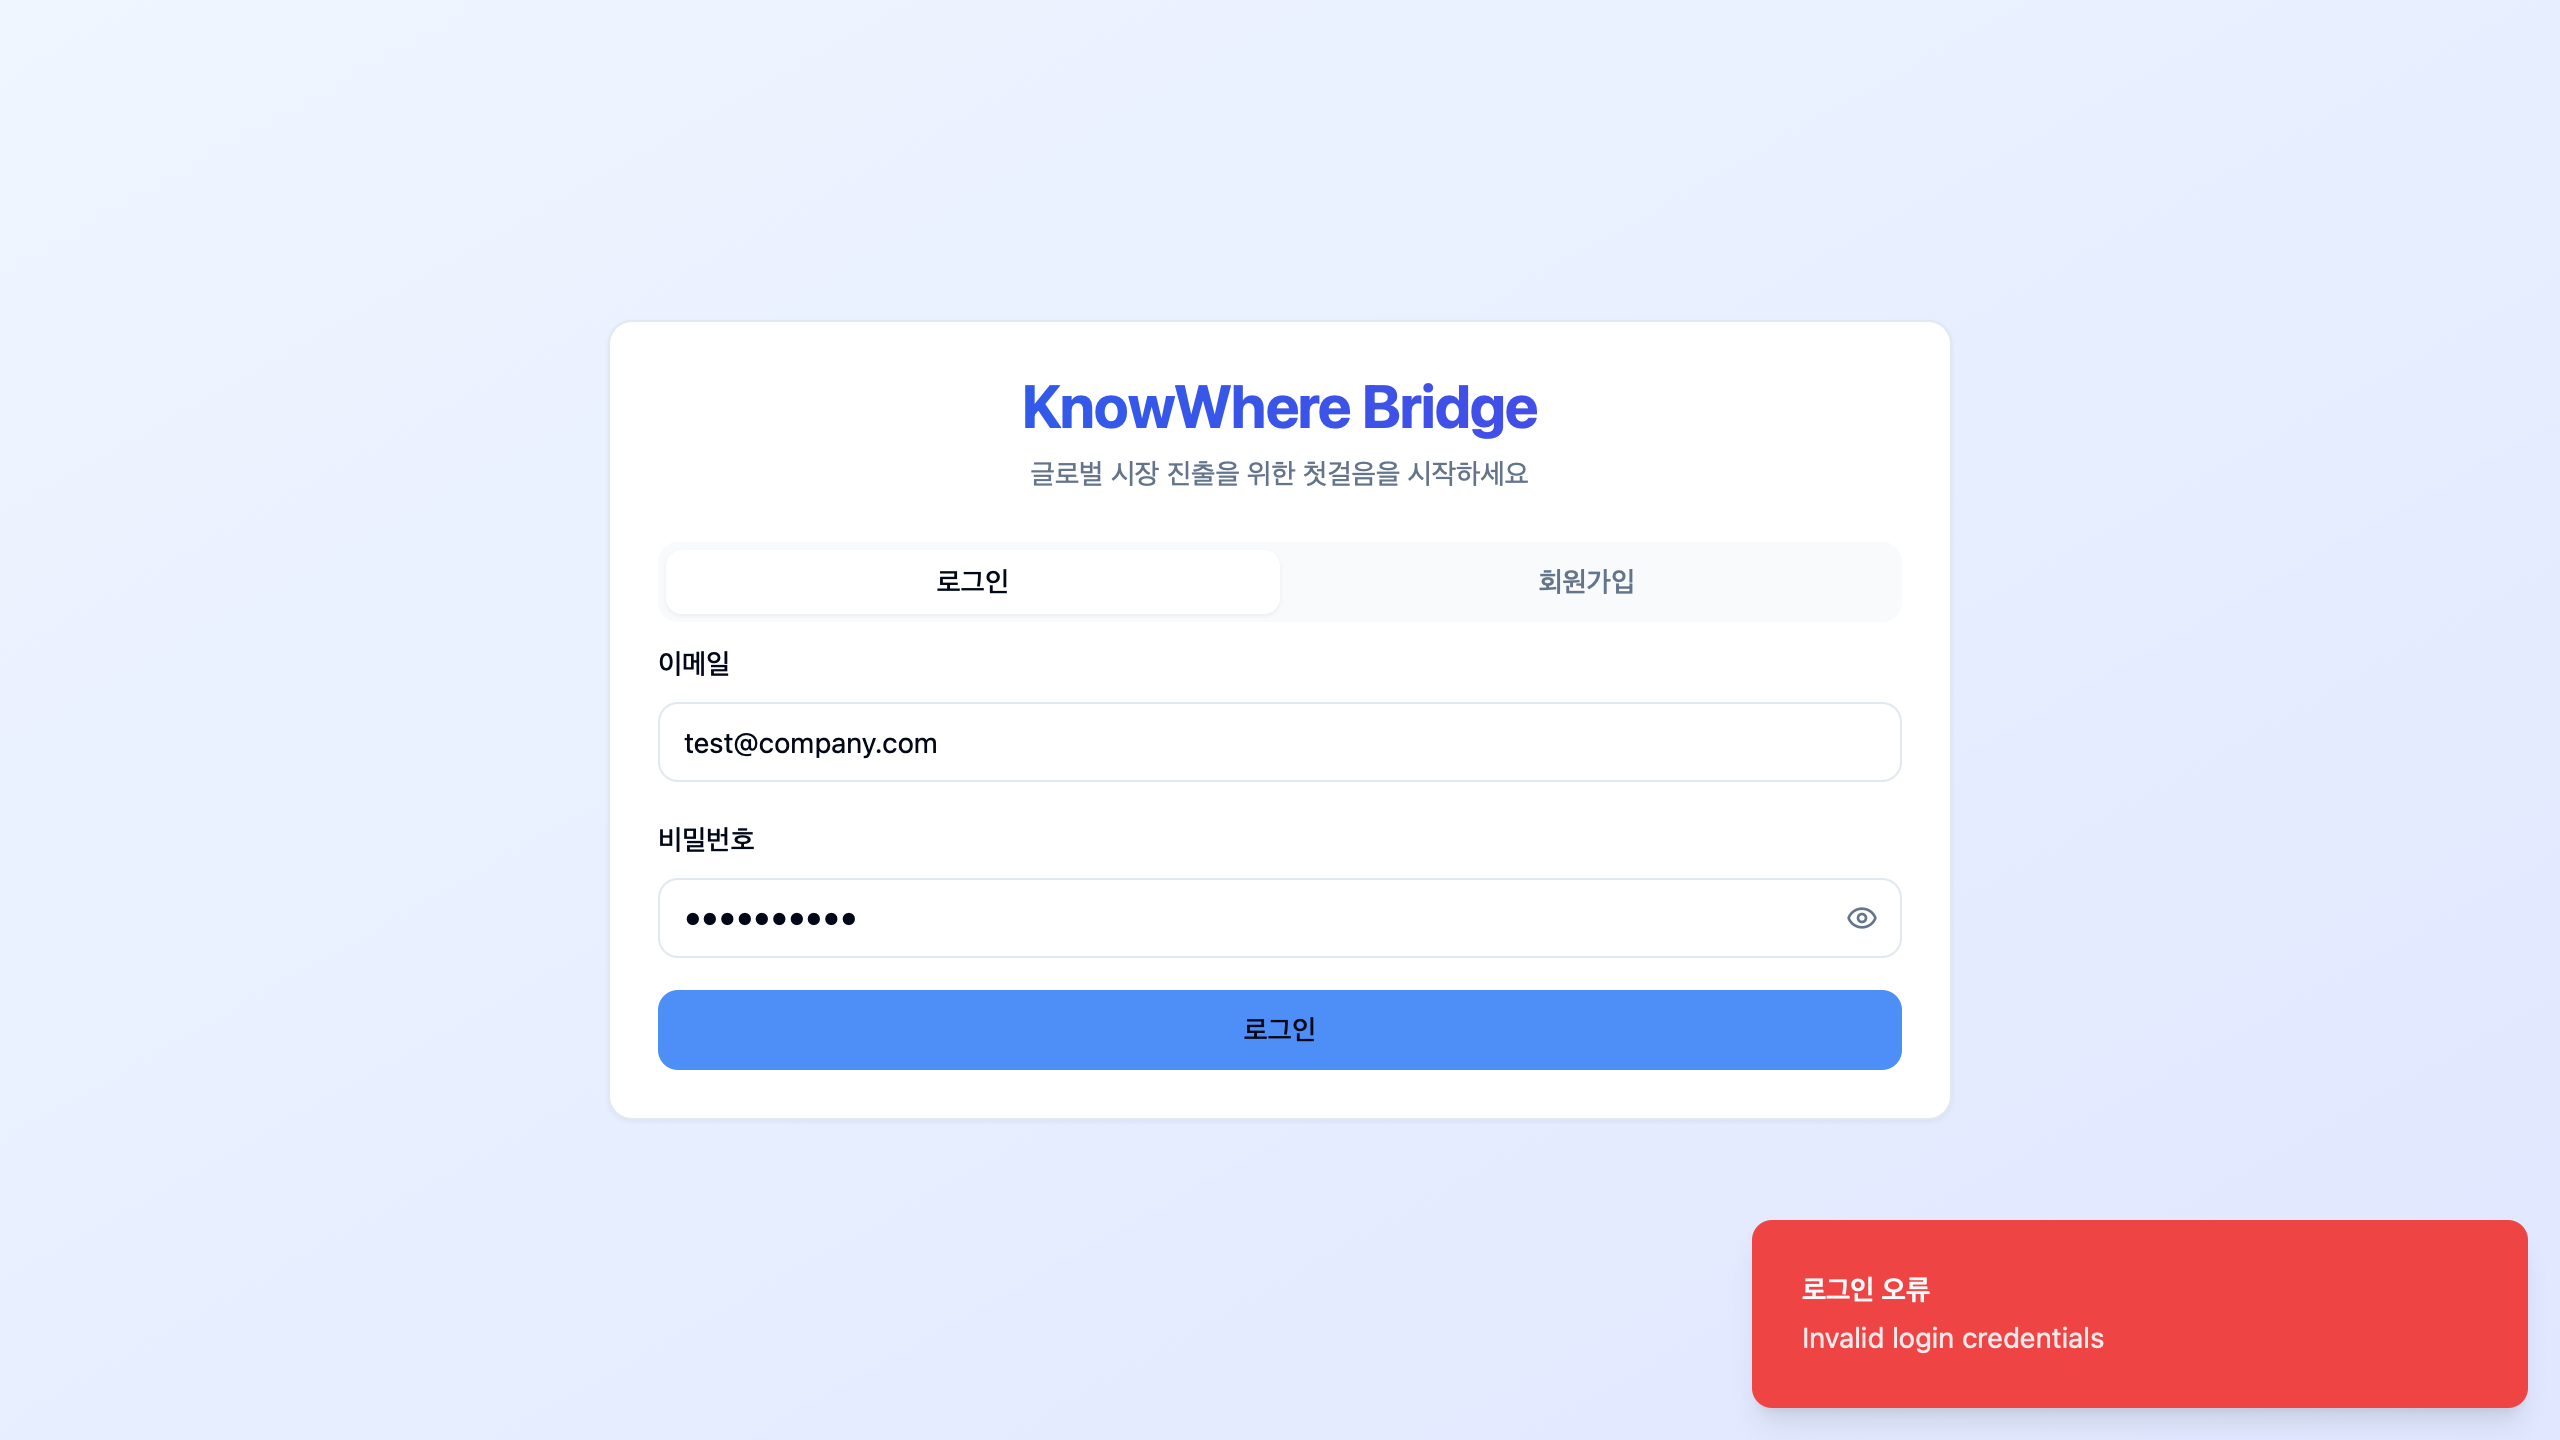 KnowWhere Bridge
글로벌 시장 진출을 위한 첫걸음을 시작하세요
로그인
회원가입
이메일
test@company.com
비밀번호
●●●●●●●●●●
로그인
로그인 오류
Invalid login credentials